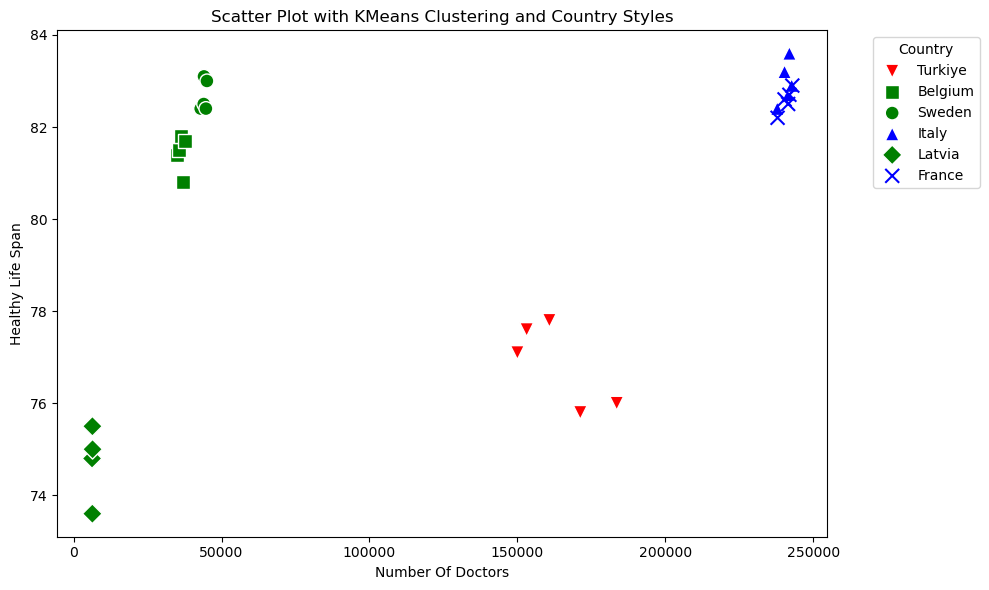 Scatter Plot with KMeans Clustering and Country Styles
84
82
80
78
76
74
Healthy Life Span
0
50000
100000
150000
200000
250000
Number Of Doctors
Country
Turkiye
Belgium
Sweden
Italy
Latvia
France